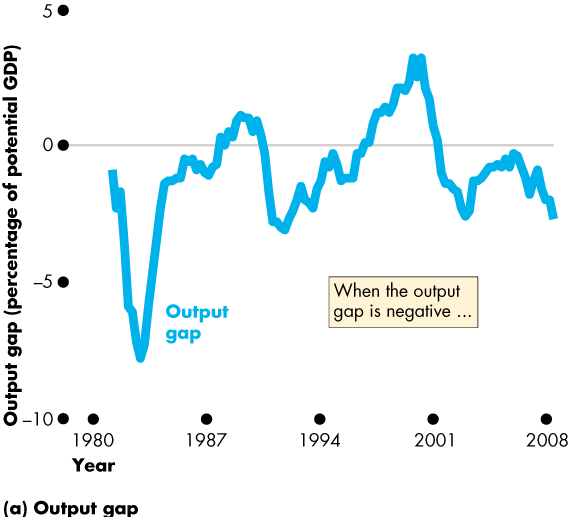 Output gap (percentage of potential GDP)
5
0
–5
–10
Output
gap
When the output
gap is negative ...
1980
1987
1994
2001
2008
Year
(a) Output gap